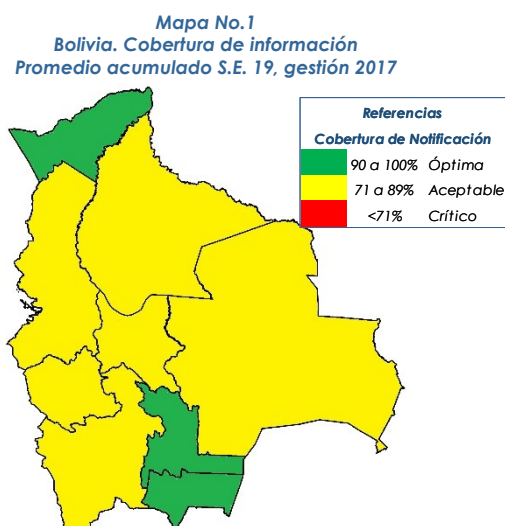 Mapa No.1
Bolivia. Cobertura de información
Promedio acumulado S.E. 19, gestión 2017
Referencias
Cobertura de Notificación
90 a 100% Óptima
71 a 89% Aceptable
<71% Crítico